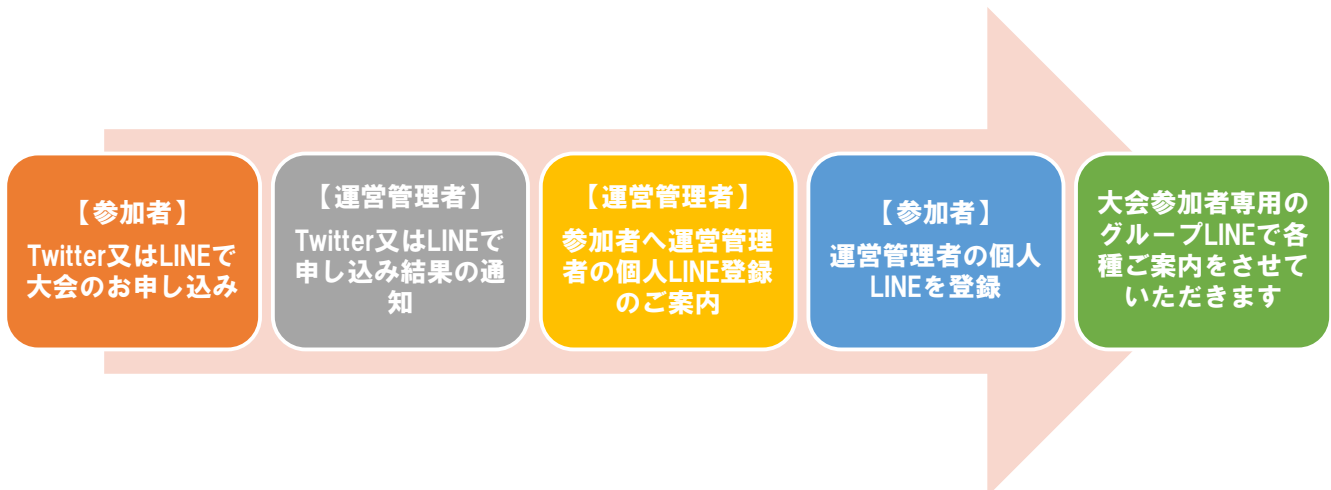 【参加者】
Twitter又はLINEで
大会のお申し込み
【運営管理者】
Twitter又はLINEで
申し込み結果の通
知
【運営管理者】
参加者へ運営管理
者の個人LINE登録
のご案内
【参加者】
運営管理者の個人
LINEを登録
大会参加者専用の
グループLINEで各
種ご案内をさせて
いただきます